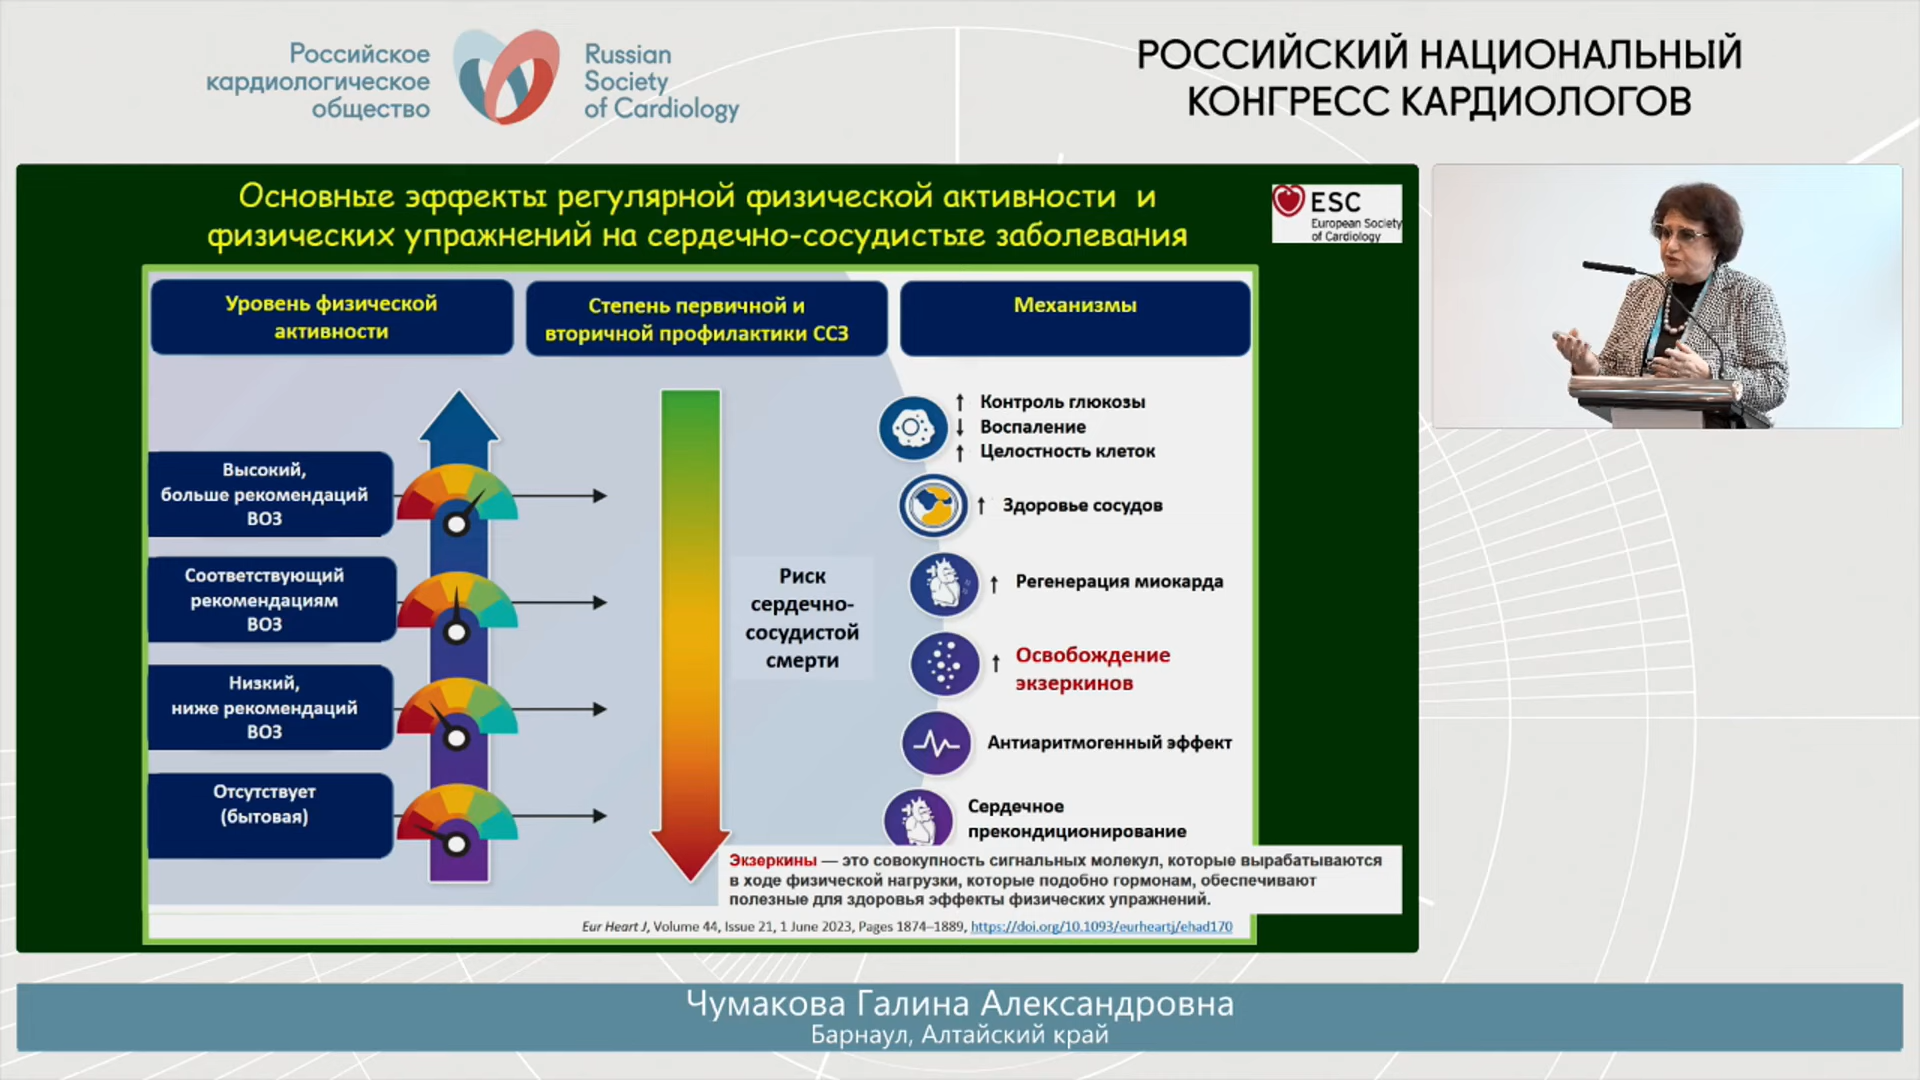 Российское
кардиологическое
общество
Russian
Society
of Cardiology
РОССИЙСКИЙ НАЦИОНАЛЬНЫЙ
КОНГРЕСС КАРДИОЛОГОВ
Основные эффекты регулярной физической активности и
физических упражнений на сердечно-сосудистые заболевания
ESC
European Society
of Cardiology
Уровень физической
активности
Степень первичной и
вторичной профилактики ССЗ
Механизмы
Высокий,
больше рекомендаций
ВОЗ
Соответствующий
рекомендациям
ВОЗ
Низкий,
ниже рекомендаций
ВОЗ
Отсутствует
(бытовая)
Риск
сердечно-
сосудистой
смерти
↑ Контроль глюкозы
↓ Воспаление
↑ Целостность клеток
↑ Здоровье сосудов
↑ Регенерация миокарда
↑ Освобождение
экзеркинов
Антиаритмогенный эффект
Сердечное
прекондиционирование
Экзеркины — это совокупность сигнальных молекул, которые вырабатываются
в ходе физической нагрузки, которые подобно гормонам, обеспечивают
полезные для здоровья эффекты физических упражнений.
Eur Heart J, Volume 44, Issue 21, 1 June 2023, Pages 1874–1889, https://doi.org/10.1093/eurheartj/ehad170
Чумакова Галина Александровна
Барнаул, Алтайский край